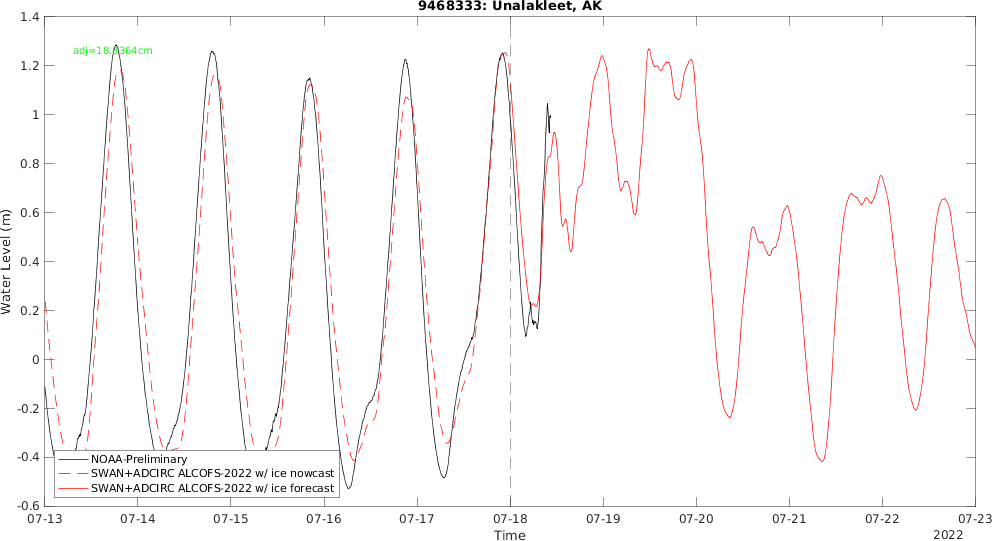 9468333: Unalakleet, AK
1.4
1.2
1
0.8
0.6
0.4
0.2
0
-0.2
-0.4
-0.6
Water Level (m)
NOAA-Preliminary
SWAN+ADCIRC ALCOFS-2022 w/ ice nowcast
SWAN+ADCIRC ALCOFS-2022 w/ ice forecast
07-13 07-14 07-15 07-16 07-17 07-18 07-19 07-20 07-21 07-22 07-23
Time
2022